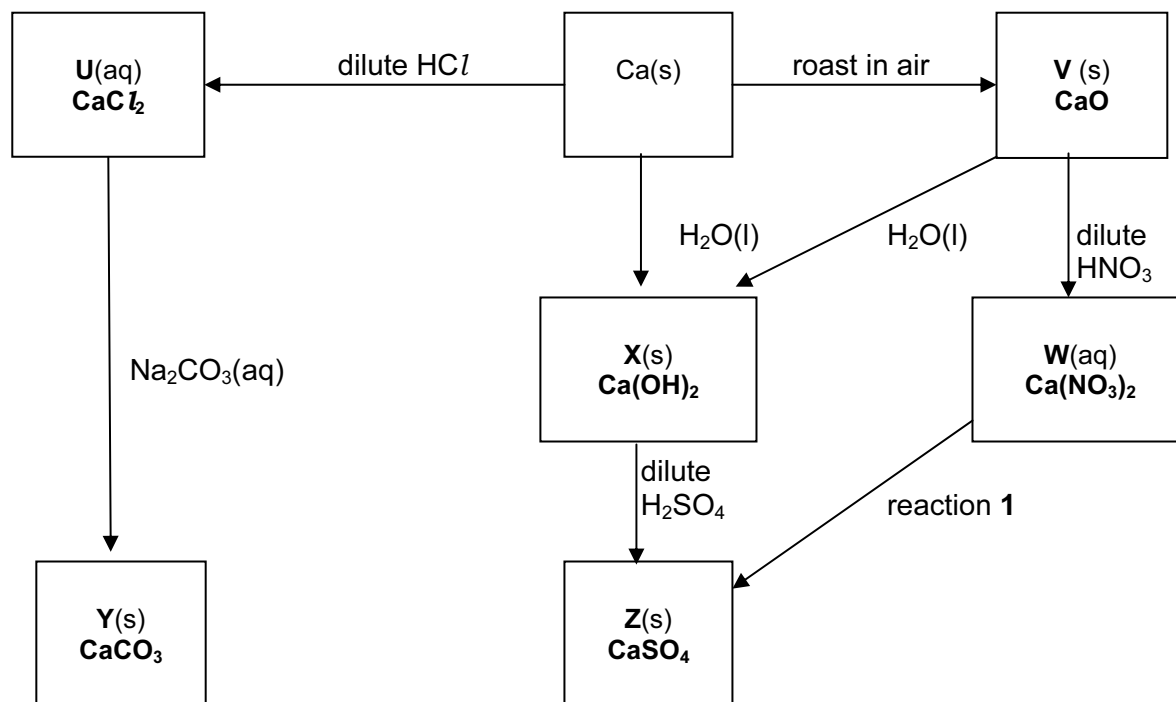 U(aq)
CaCl₂
dilute HCl
Ca(s)
roast in air
V (s)
CaO
H₂O(l)
H₂O(l)
dilute
HNO₃
X(s)
Ca(OH)₂
W(aq)
Ca(NO₃)₂
Na₂CO₃(aq)
dilute
H₂SO₄
reaction 1
Y(s)
CaCO₃
Z(s)
CaSO₄